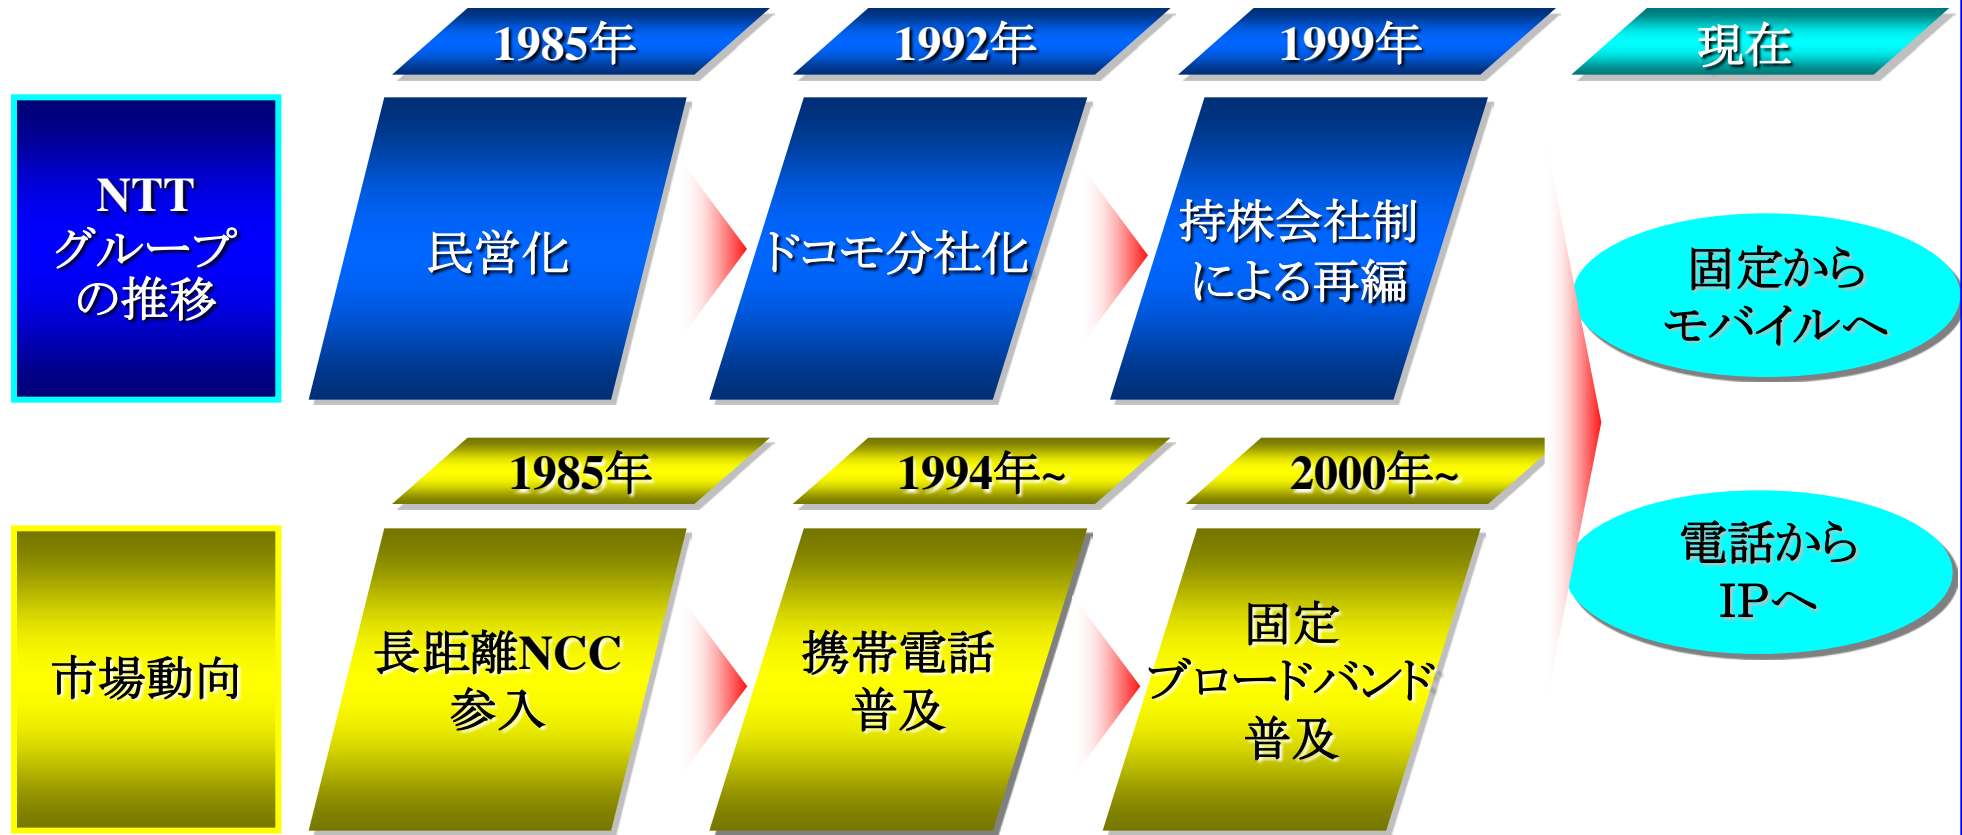 1985年
1992年
1999年
現在
NTT
グループ
の推移
民営化
ドコモ分社化
持株会社制
による再編
固定から
モバイルへ
1985年
1994年~
2000年~
電話から
IPへ
市場動向
長距離NCC
参入
携帯電話
普及
固定
ブロードバンド
普及